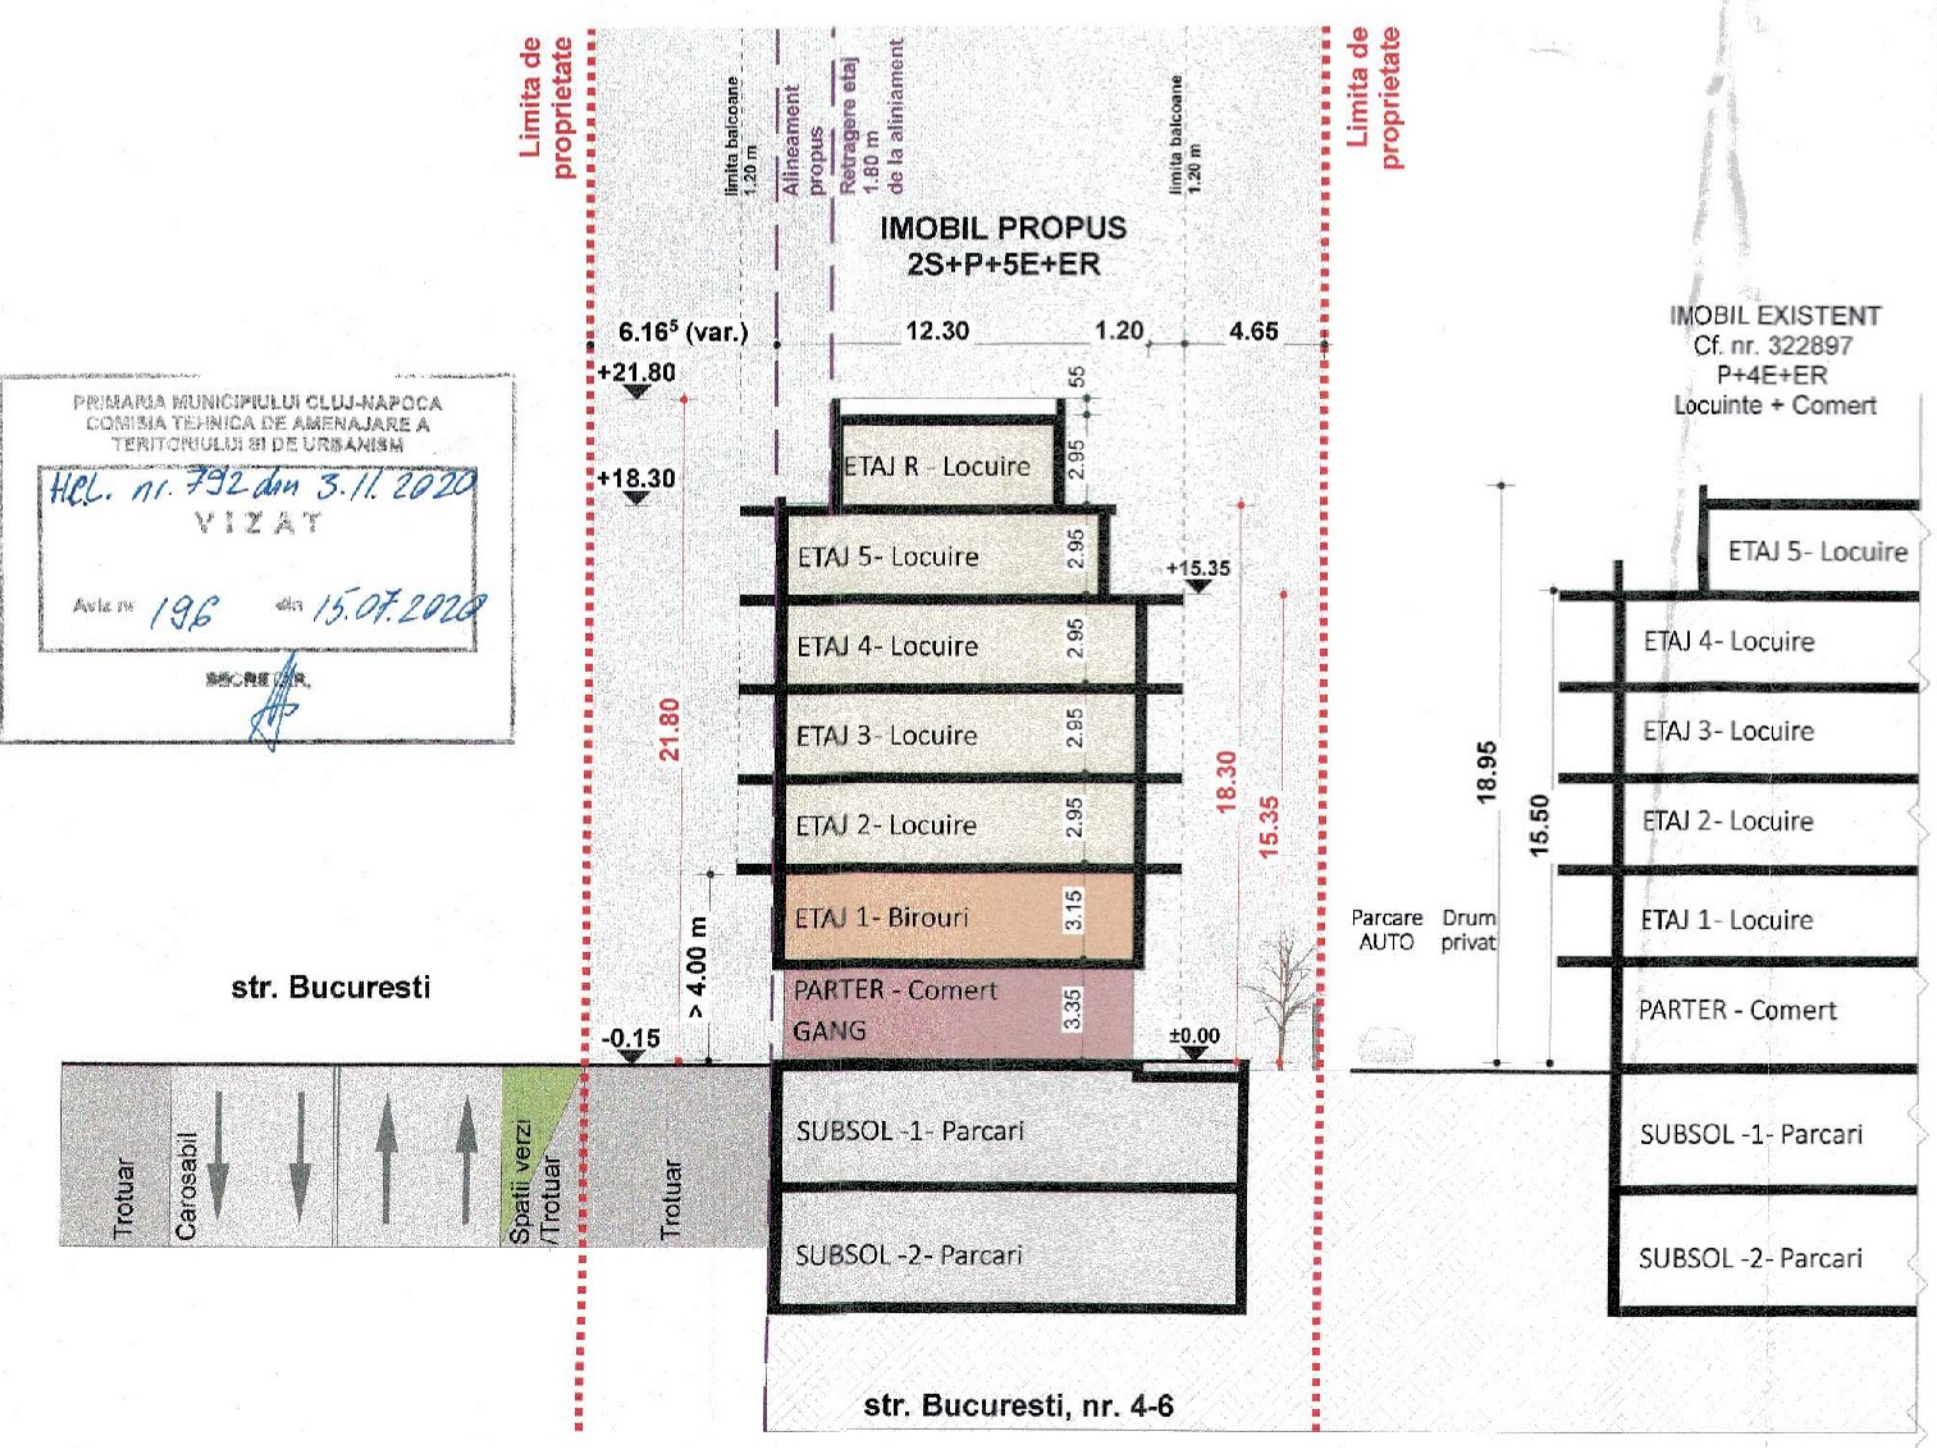 Limita de
proprietate
limita balcoane
1.20 m
Alineament
propus
Retragere etaj
1.80 m
de la aliniament
limita balcoane
1.20 m
Limita de
proprietate
IMOBIL PROPUS
2S+P+5E+ER
6.16⁵ (var.)
12.30
1.20
4.65
+21.80
55
+18.30
ETAJ R - Locuire
2.95
ETAJ 5- Locuire
2.95
+15.35
ETAJ 4- Locuire
2.95
21.80
ETAJ 3- Locuire
2.95
18.30
15.35
ETAJ 2- Locuire
2.95
> 4.00 m
ETAJ 1- Birouri
3.15
PARTER - Comert
GANG
3.35
-0.15
±0.00
SUBSOL -1- Parcari
SUBSOL -2- Parcari
str. Bucuresti, nr. 4-6
PRIMARIA MUNICIPIULUI CLUJ-NAPOCA
COMISIA TEHNICA DE AMENAJARE A
TERITORIULUI SI DE URBANISM
HCL. nr. 792 din 3.11.2020
VIZAT
Aviz nr 196 din 15.07.2020
str. Bucuresti
Trotuar
Carosabil
Spatii verzi
/Trotuar
Trotuar
IMOBIL EXISTENT
Cf. nr. 322897
P+4E+ER
Locuinte + Comert
18.95
15.50
Parcare
AUTO
Drum
privat
ETAJ 5- Locuire
ETAJ 4- Locuire
ETAJ 3- Locuire
ETAJ 2- Locuire
ETAJ 1- Locuire
PARTER - Comert
SUBSOL -1- Parcari
SUBSOL -2- Parcari